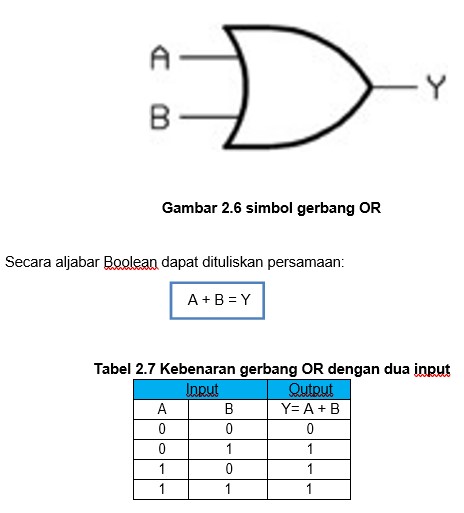 A
Y
B
Gambar 2.6 simbol gerbang OR
Secara aljabar Boolean dapat dituliskan persamaan:
A + B = Y
Tabel 2.7 Kebenaran gerbang OR dengan dua input
Input Output
A B Y= A + B
0 0 0
0 1 1
1 0 1
1 1 1